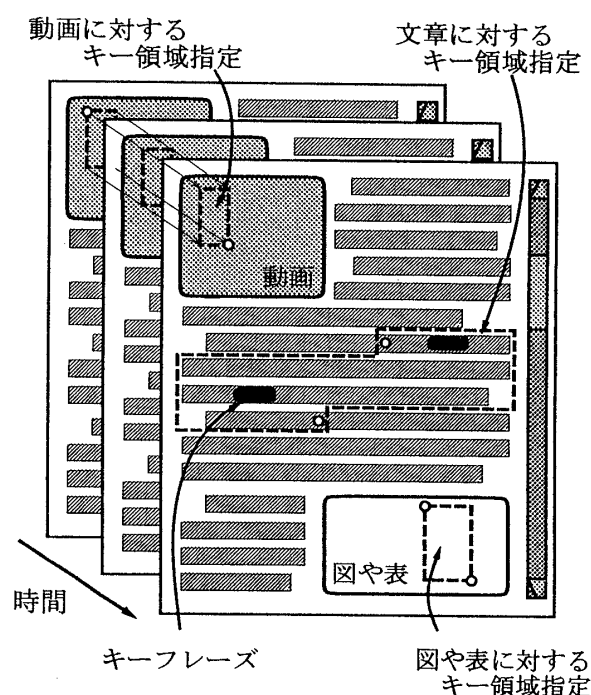 動画に対する
キー領域指定
文章に対する
キー領域指定
動画
図や表
時間
キーフレーズ
図や表に対する
キー領域指定